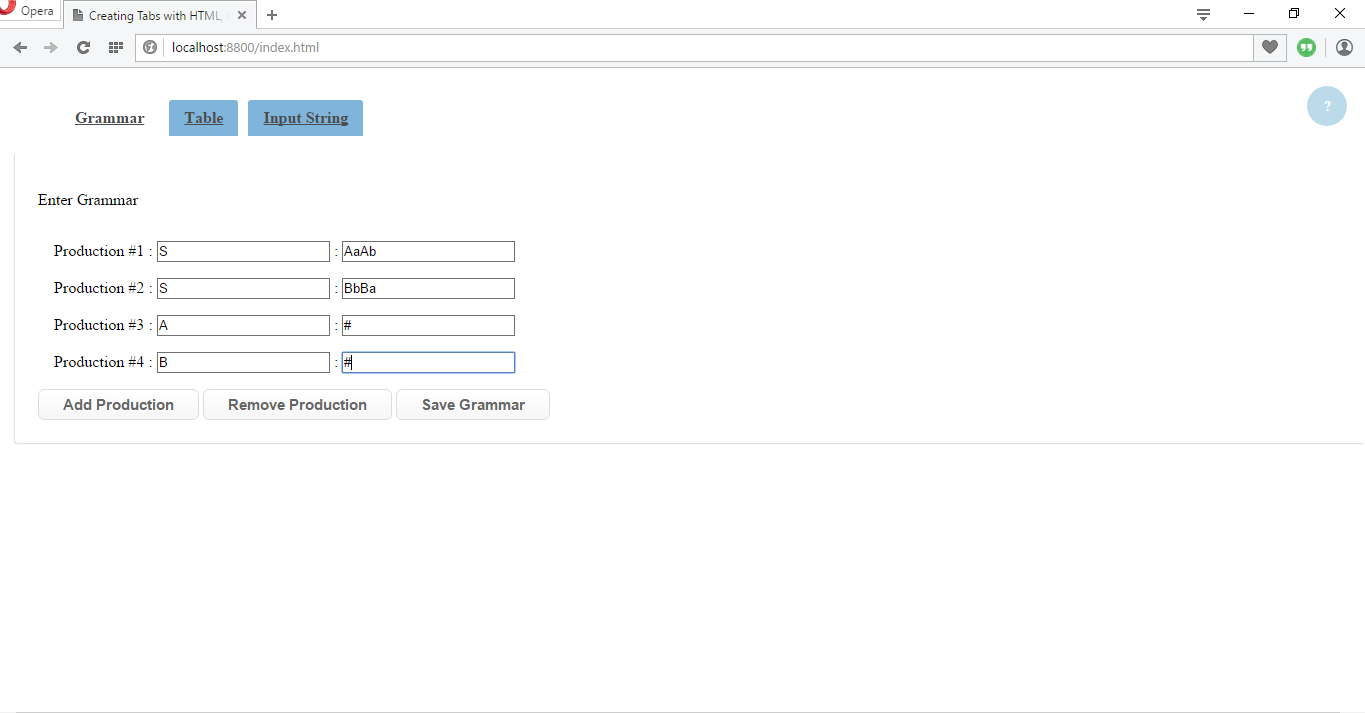 Opera
Creating Tabs with HTML,
localhost:8800/index.html
Grammar Table Input String
?
Enter Grammar
Production #1 : S : AaAb
Production #2 : S : BbBa
Production #3 : A : #
Production #4 : B : #
Add Production Remove Production Save Grammar